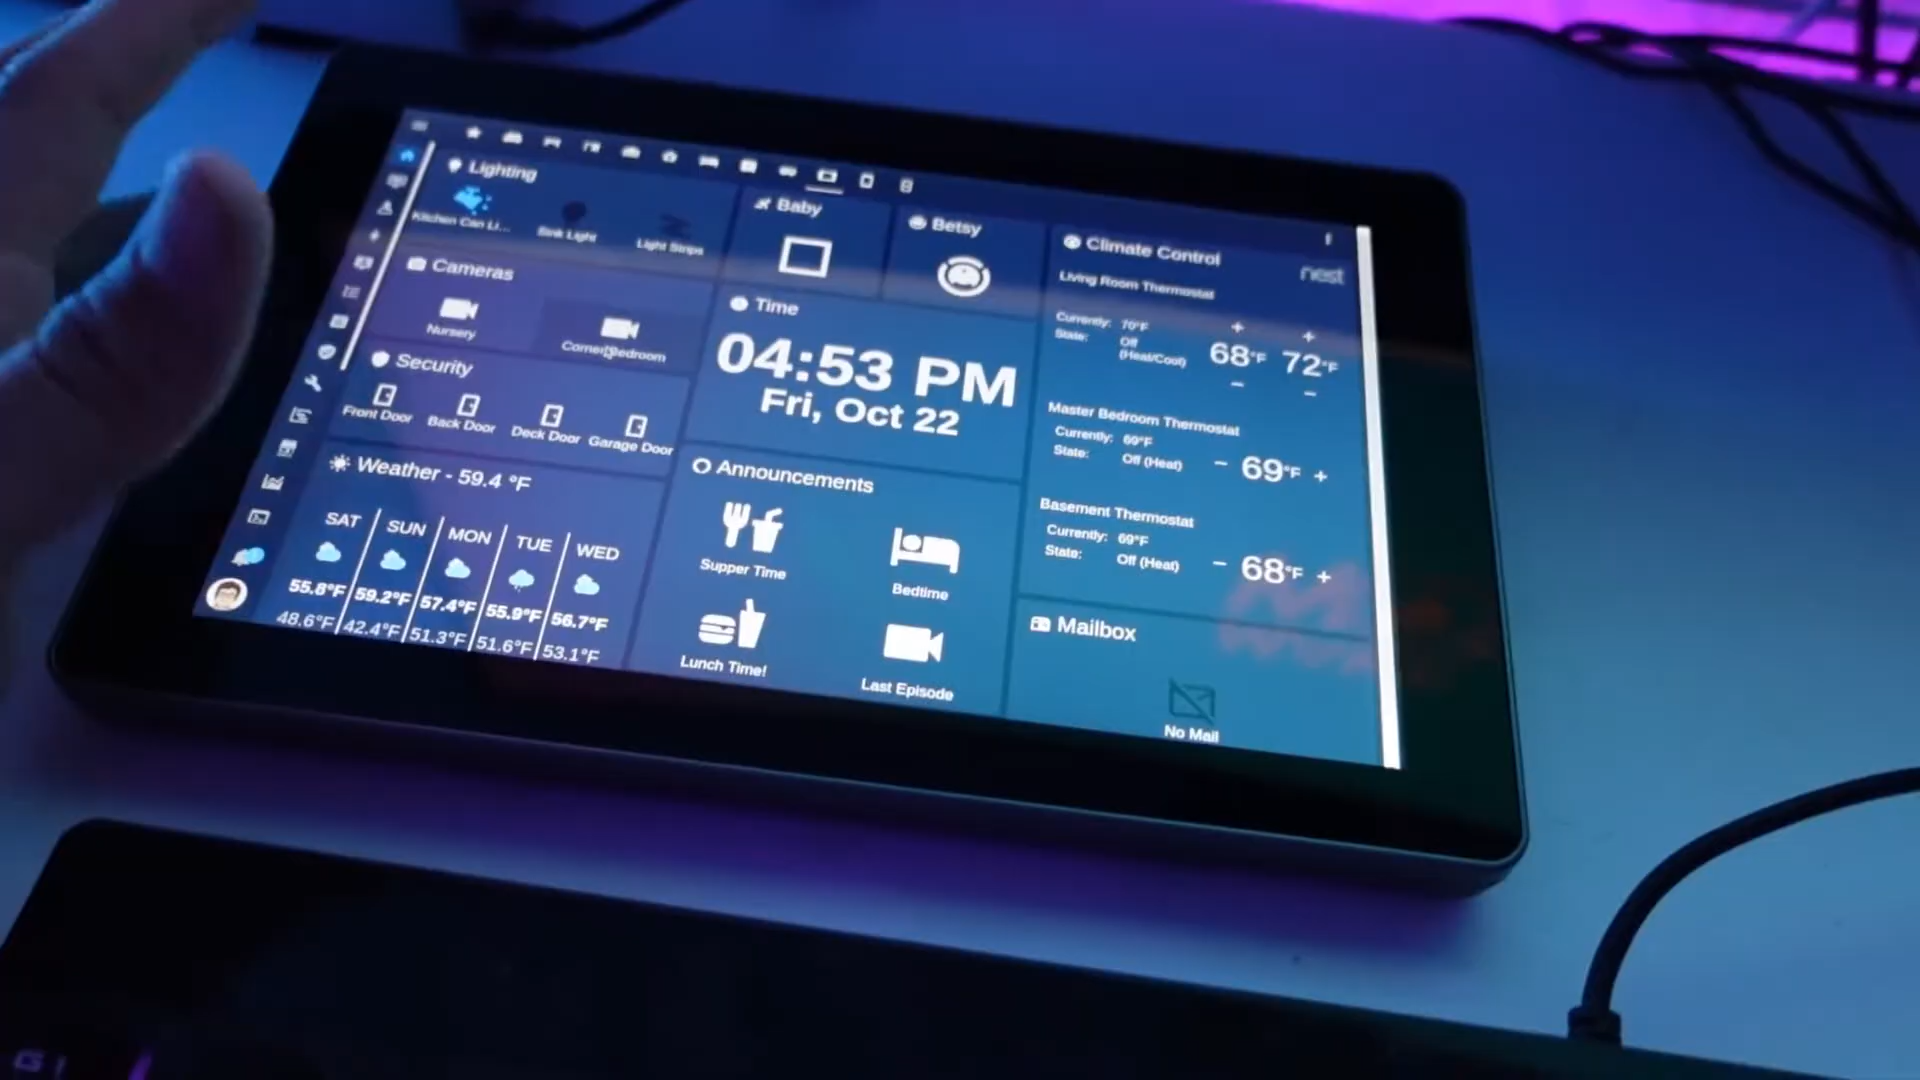 Lighting
Kitchen Can Li...
Sink Light
Light Strips
Baby
Betsy
Climate Control
nest
Living Room Thermostat
Currently: 70°F
State: Off (Heat/Cool)
+ +
68°F 72°F
- -
Cameras
Nursery
Corner Bedroom
Time
04:53 PM
Fri, Oct 22
Security
Front Door
Back Door
Deck Door
Garage Door
Master Bedroom Thermostat
Currently: 69°F
State: Off (Heat)
- 69°F +
Weather - 59.4 °F
SAT SUN MON TUE WED
55.8°F 59.2°F 57.4°F 55.9°F 56.7°F
48.6°F 42.4°F 51.3°F 51.6°F 53.1°F
Announcements
Supper Time
Bedtime
Lunch Time!
Last Episode
Basement Thermostat
Currently: 69°F
State: Off (Heat)
- 68°F +
Mailbox
No Mail